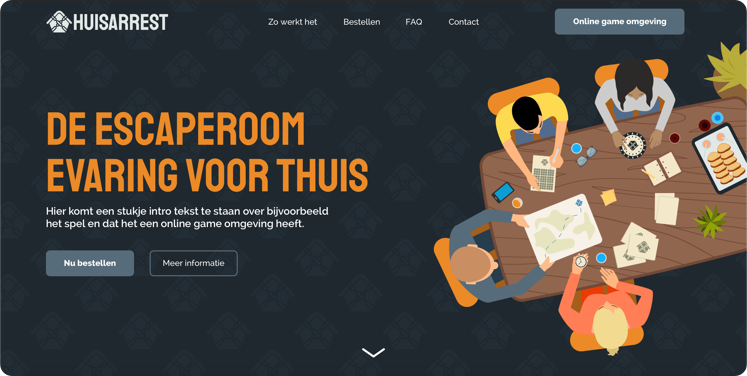 HUISARREST
Zo werkt het
Bestellen
FAQ
Contact
Online game omgeving
DE ESCAPEROOM
EVARING VOOR THUIS
Hier komt een stukje intro tekst te staan over bijvoorbeeld
het spel en dat het een online game omgeving heeft.
Nu bestellen
Meer informatie